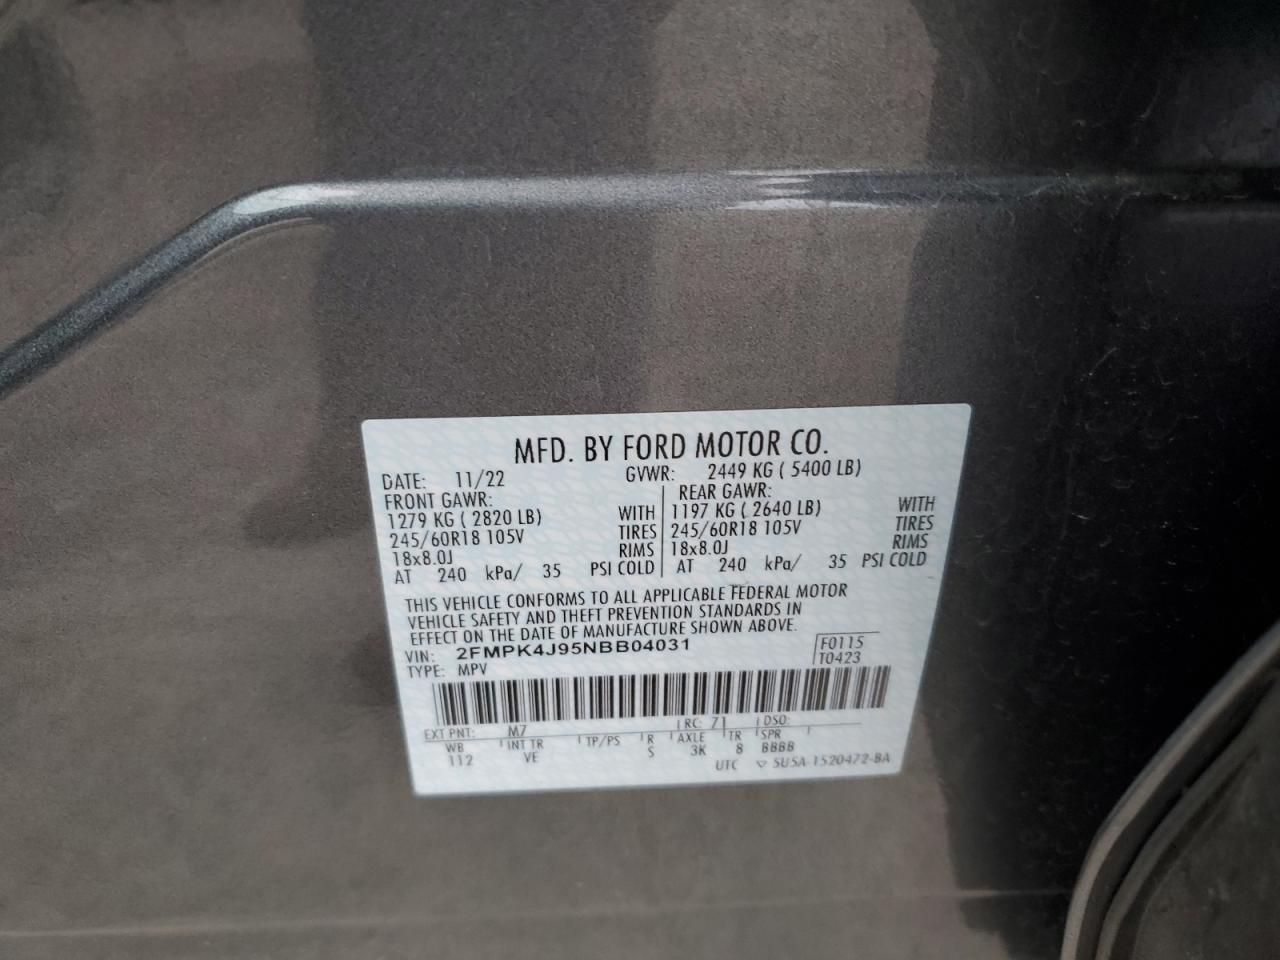 MFD. BY FORD MOTOR CO.
DATE: 11/22 GVWR: 2449 KG ( 5400 LB)
FRONT GAWR: REAR GAWR:
1279 KG ( 2820 LB) WITH 1197 KG ( 2640 LB) WITH
245/60R18 105V TIRES 245/60R18 105V TIRES
18x8.0J RIMS 18x8.0J RIMS
AT 240 kPa/ 35 PSI COLD AT 240 kPa/ 35 PSI COLD
THIS VEHICLE CONFORMS TO ALL APPLICABLE FEDERAL MOTOR
VEHICLE SAFETY AND THEFT PREVENTION STANDARDS IN
EFFECT ON THE DATE OF MANUFACTURE SHOWN ABOVE.
VIN: 2FMPK4J95NBB04031 F0115
TYPE: MPV T0423
EXT PNT: M7 RC: 71 DSO:
WB INT TR TP/PS R AXLE TR SPR
112 VE S 3K 8 BBBB
UTC ▽ 5U5A-1520472-BA